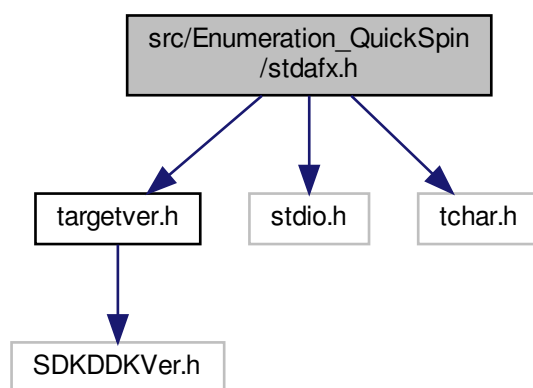 src/Enumeration_QuickSpin
/stdafx.h
targetver.h
stdio.h
tchar.h
SDKDDKVer.h